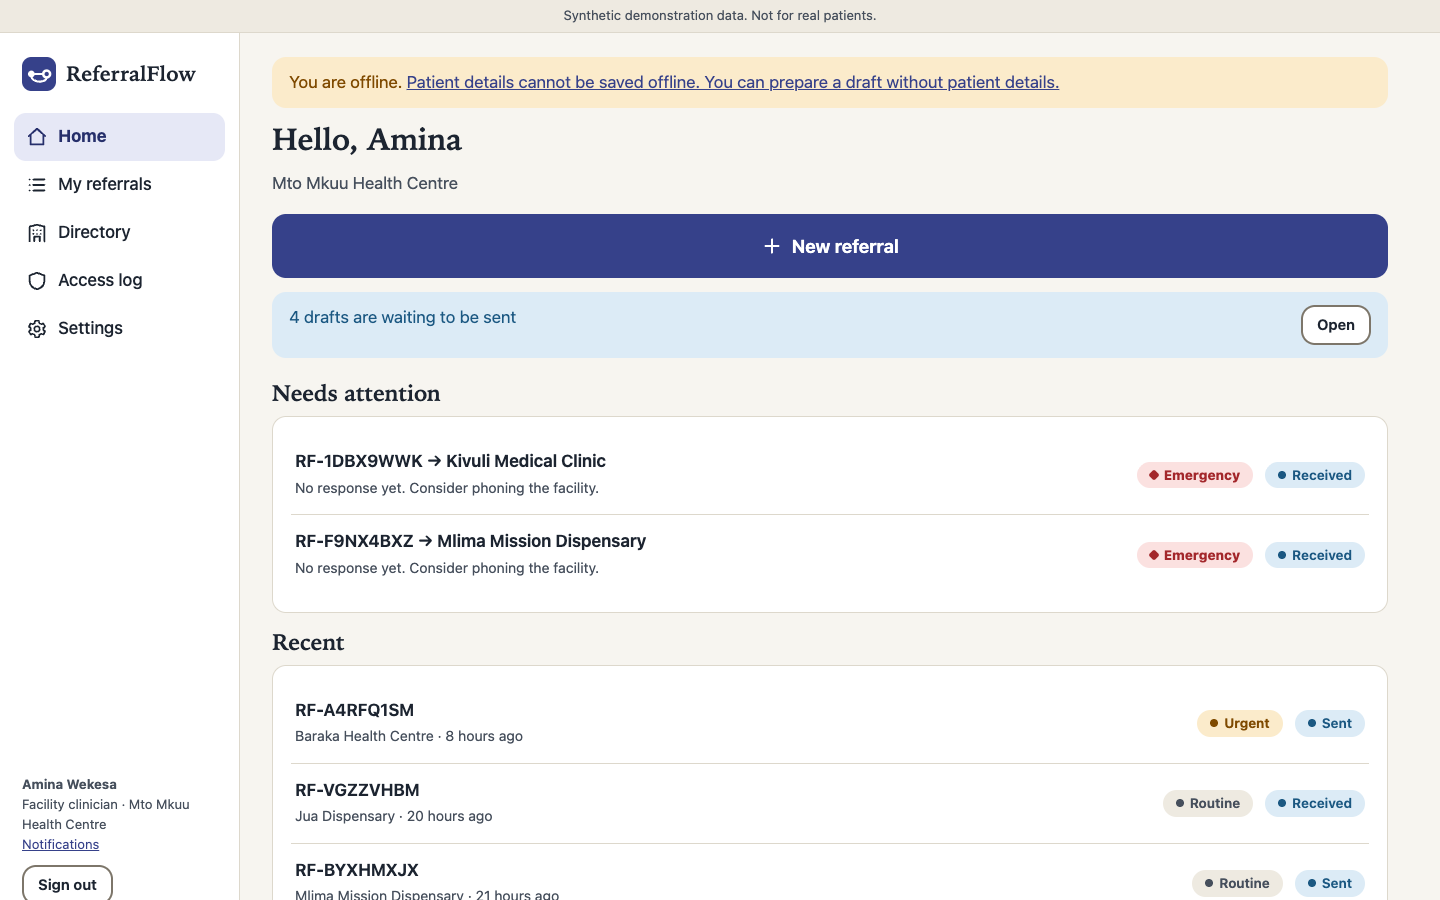 Synthetic demonstration data. Not for real patients.
ReferralFlow
Home
My referrals
Directory
Access log
Settings
Amina Wekesa
Facility clinician · Mto Mkuu
Health Centre
Notifications
Sign out
You are offline. Patient details cannot be saved offline. You can prepare a draft without patient details.
Hello, Amina
Mto Mkuu Health Centre
+ New referral
4 drafts are waiting to be sent
Open
Needs attention
RF-1DBX9WWK → Kivuli Medical Clinic
No response yet. Consider phoning the facility.
Emergency
Received
RF-F9NX4BXZ → Mlima Mission Dispensary
No response yet. Consider phoning the facility.
Emergency
Received
Recent
RF-A4RFQ1SM
Baraka Health Centre · 8 hours ago
Urgent
Sent
RF-VGZZVHBM
Jua Dispensary · 20 hours ago
Routine
Received
RF-BYXHMXJX
Mlima Mission Dispensary · 21 hours ago
Routine
Sent